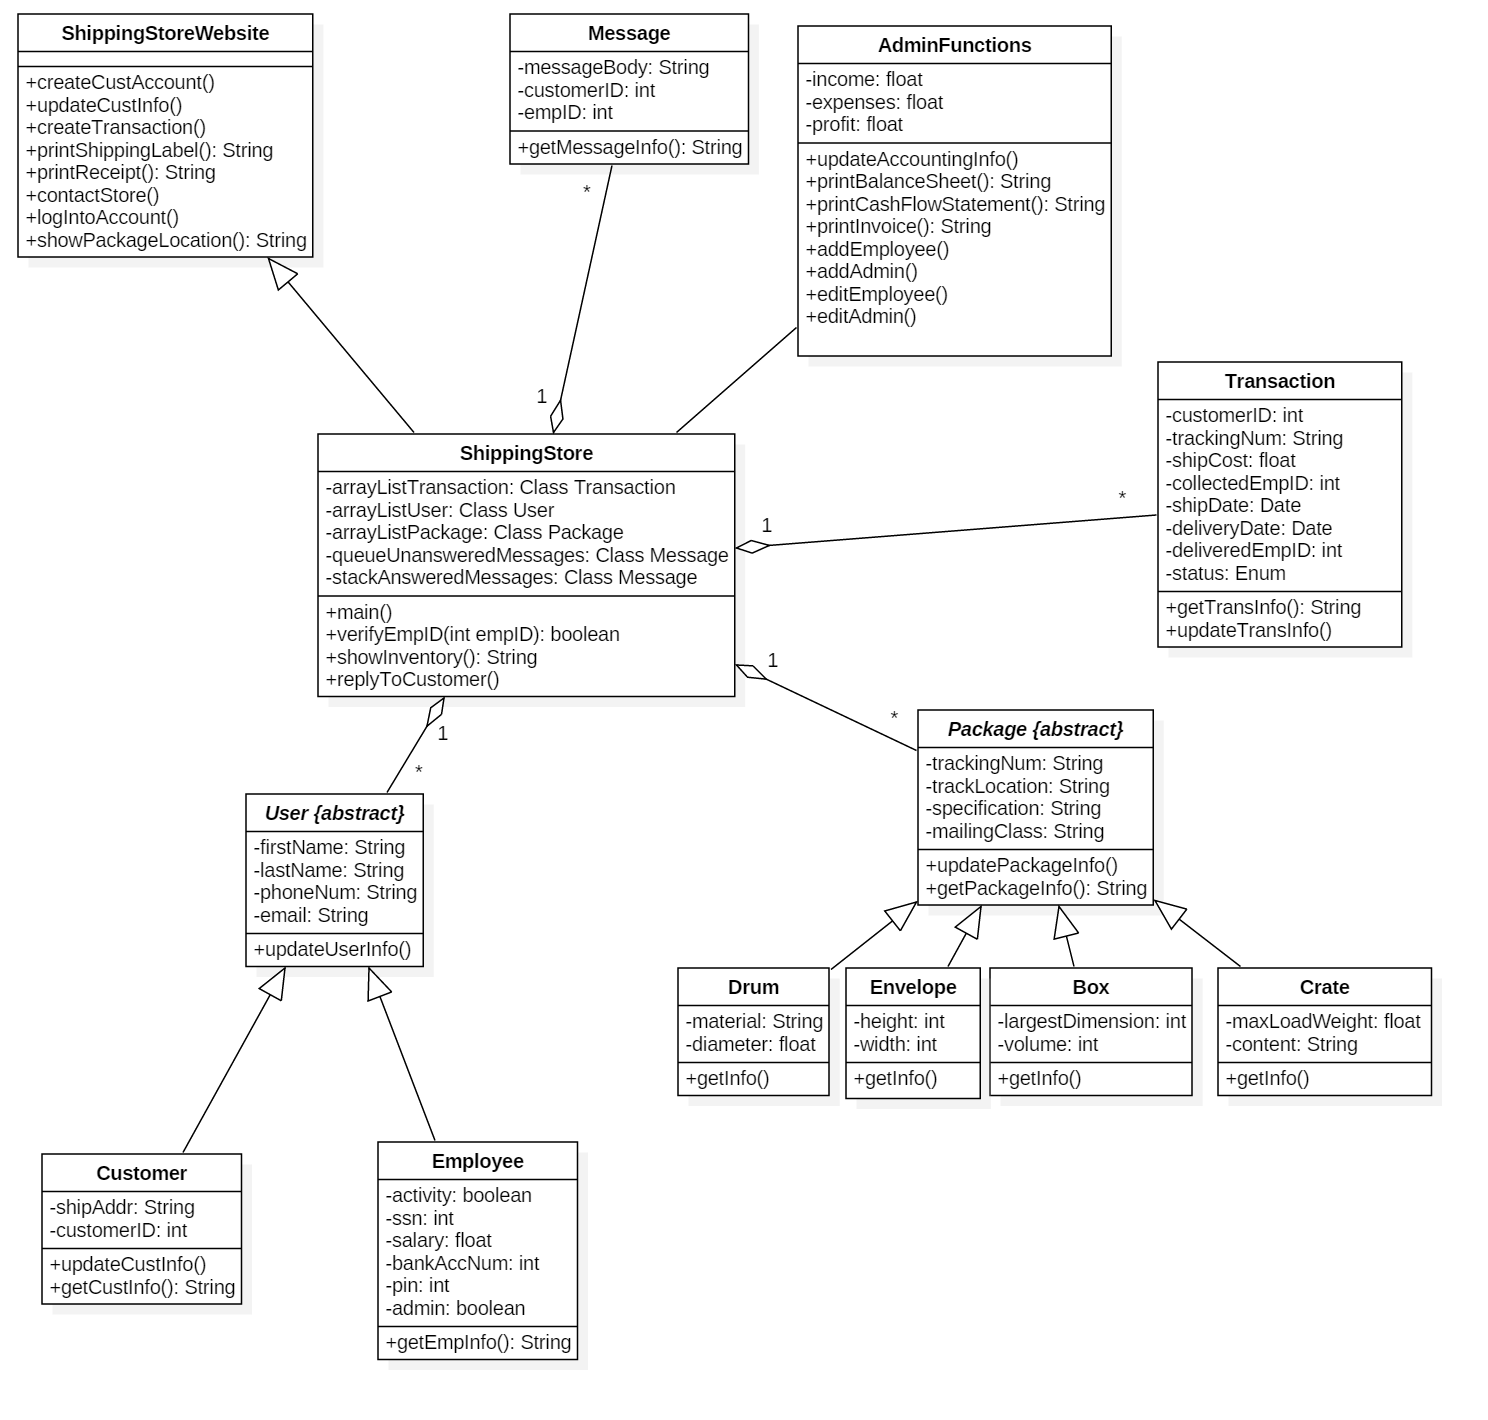 ShippingStoreWebsite
+createCustAccount()
+updateCustInfo()
+createTransaction()
+printShippingLabel(): String
+printReceipt(): String
+contactStore()
+logIntoAccount()
+showPackageLocation(): String
Message
-messageBody: String
-customerID: int
-empID: int
+getMessageInfo(): String
AdminFunctions
-income: float
-expenses: float
-profit: float
+updateAccountingInfo()
+printBalanceSheet(): String
+printCashFlowStatement(): String
+printInvoice(): String
+addEmployee()
+addAdmin()
+editEmployee()
+editAdmin()
*
1
ShippingStore
-arrayListTransaction: Class Transaction
-arrayListUser: Class User
-arrayListPackage: Class Package
-queueUnansweredMessages: Class Message
-stackAnsweredMessages: Class Message
+main()
+verifyEmpID(int empID): boolean
+showInventory(): String
+replyToCustomer()
1
*
Transaction
-customerID: int
-trackingNum: String
-shipCost: float
-collectedEmpID: int
-shipDate: Date
-deliveryDate: Date
-deliveredEmpID: int
-status: Enum
+getTransInfo(): String
+updateTransInfo()
1
*
1
*
Package {abstract}
-trackingNum: String
-trackLocation: String
-specification: String
-mailingClass: String
+updatePackageInfo()
+getPackageInfo(): String
User {abstract}
-firstName: String
-lastName: String
-phoneNum: String
-email: String
+updateUserInfo()
Drum
-material: String
-diameter: float
+getInfo()
Envelope
-height: int
-width: int
+getInfo()
Box
-largestDimension: int
-volume: int
+getInfo()
Crate
-maxLoadWeight: float
-content: String
+getInfo()
Customer
-shipAddr: String
-customerID: int
+updateCustInfo()
+getCustInfo(): String
Employee
-activity: boolean
-ssn: int
-salary: float
-bankAccNum: int
-pin: int
-admin: boolean
+getEmpInfo(): String